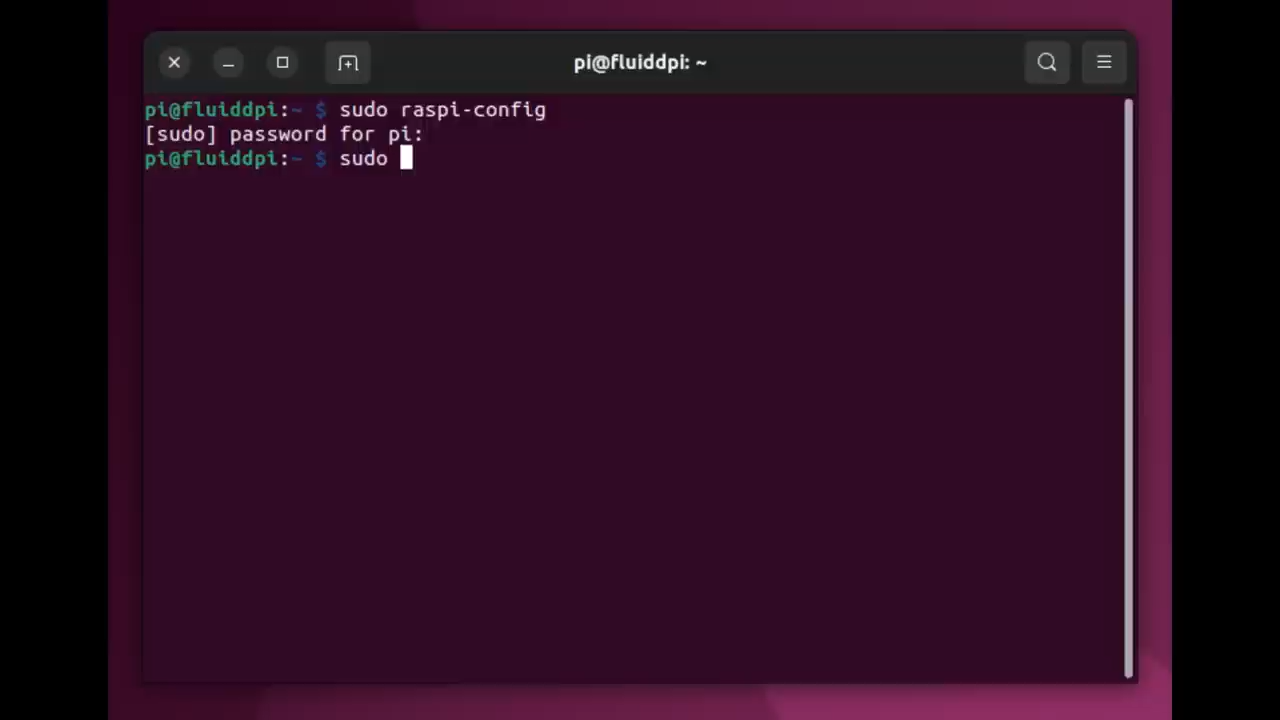 pi@fluiddpi: ~
pi@fluiddpi:~ $ sudo raspi-config
[sudo] password for pi:
pi@fluiddpi:~ $ sudo